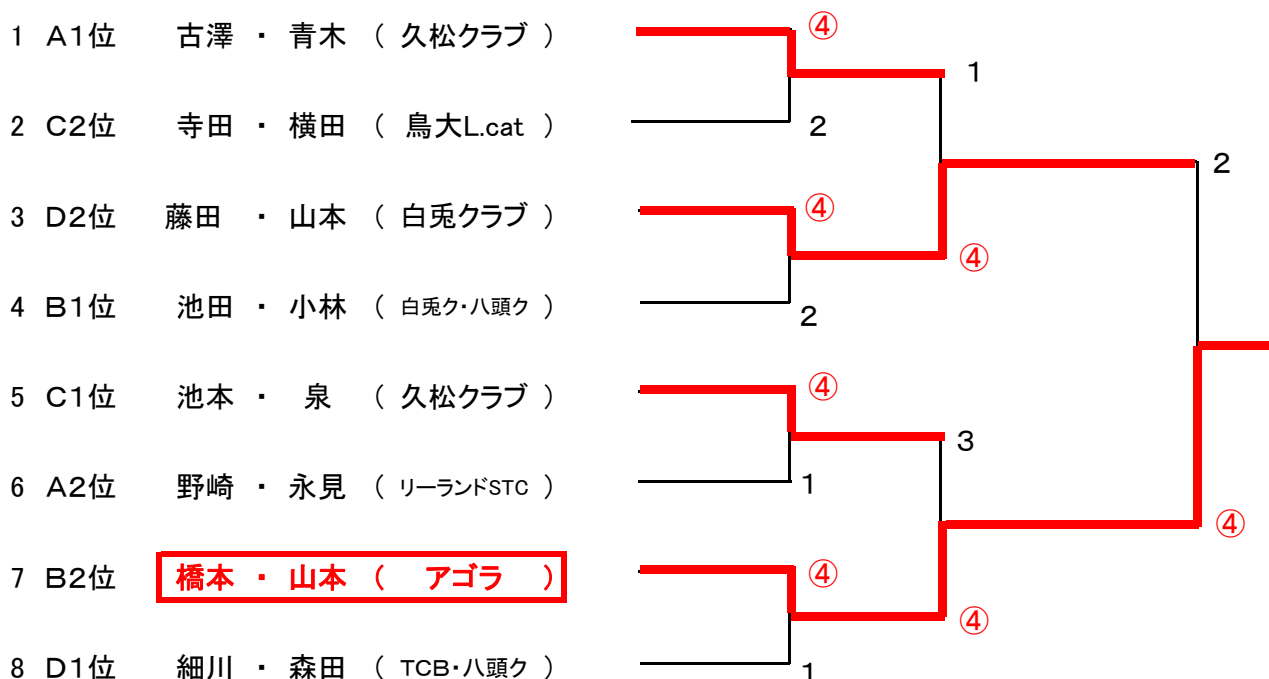 1 A1位 古澤 ・ 青木 ( 久松クラブ ) ④
1
2 C2位 寺田 ・ 横田 ( 鳥大L.cat ) 2
2
3 D2位 藤田 ・ 山本 ( 白兎クラブ ) ④
④
4 B1位 池田 ・ 小林 ( 白兎ク・八頭ク ) 2
5 C1位 池本 ・ 泉 ( 久松クラブ ) ④
3
6 A2位 野崎 ・ 永見 ( リーランドSTC ) 1
④
7 B2位 橋本 ・ 山本 ( アゴラ ) ④
④
8 D1位 細川 ・ 森田 ( TCB・八頭ク ) 1